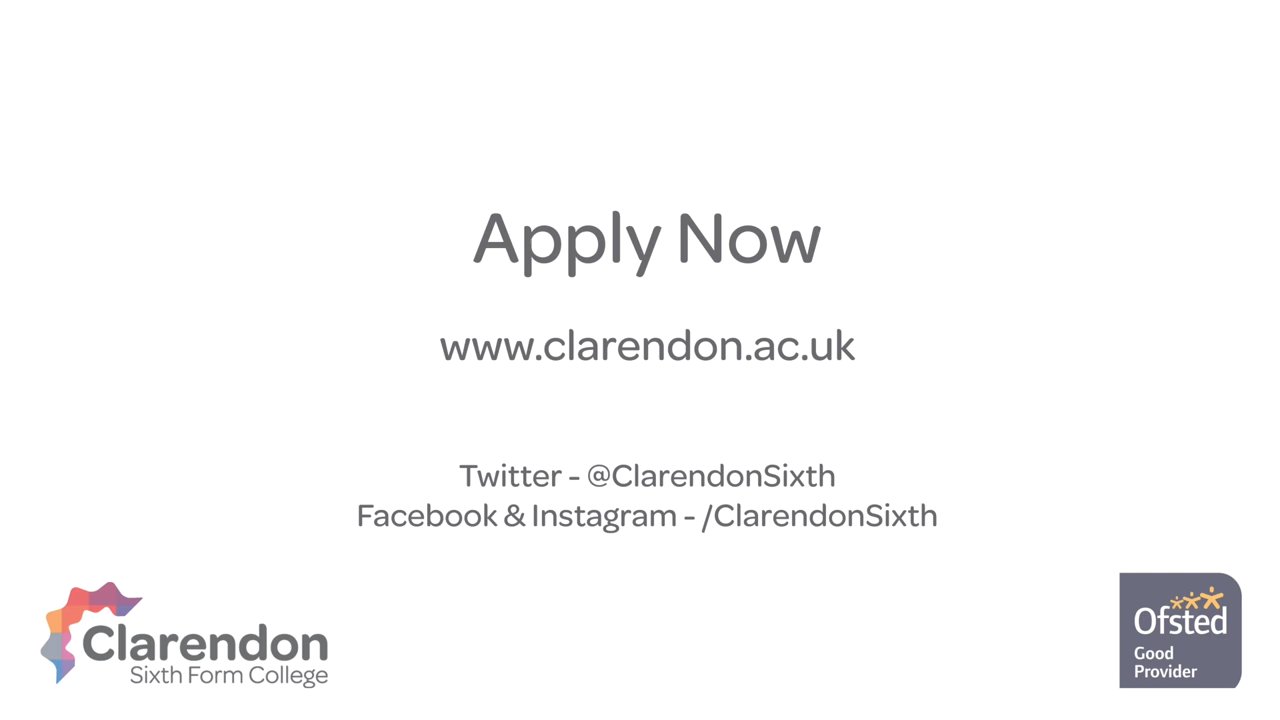 Apply Now
www.clarendon.ac.uk
Twitter - @ClarendonSixth
Facebook & Instagram - /ClarendonSixth
Clarendon
Sixth Form College
Ofsted
Good
Provider